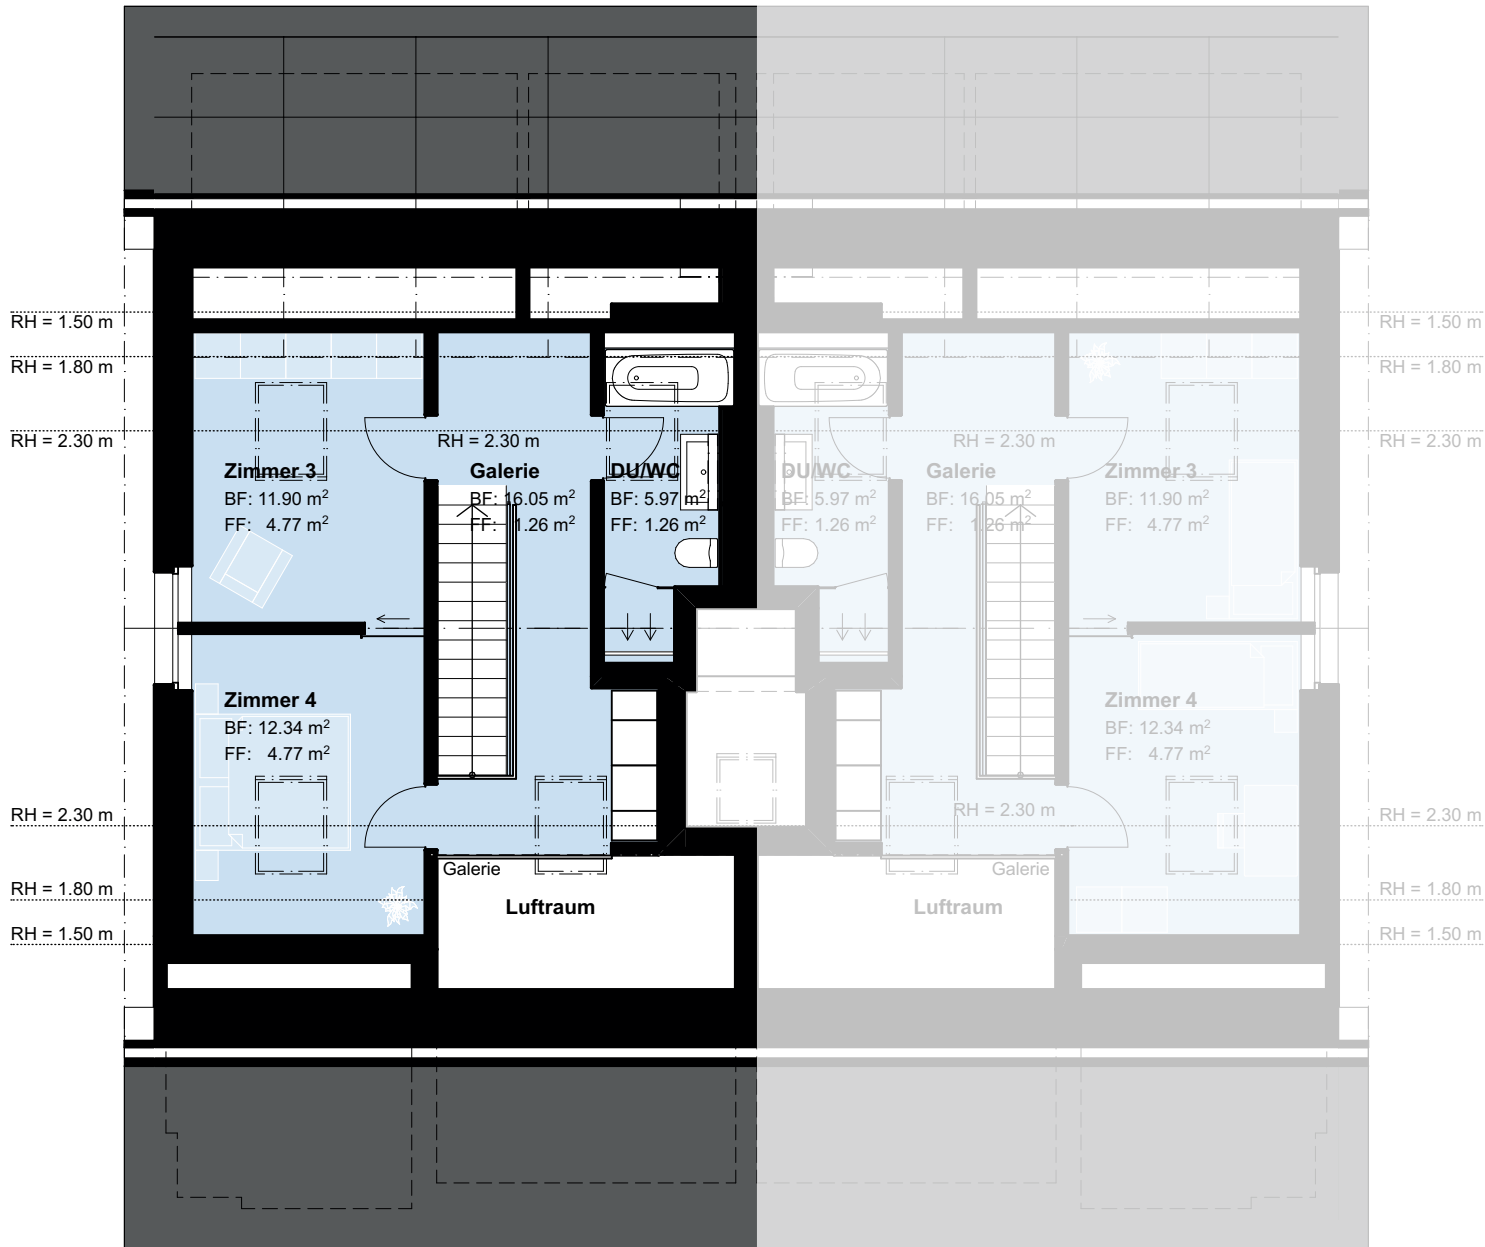 RH = 1.50 m
RH = 1.50 m
RH = 1.80 m
RH = 1.80 m
RH = 2.30 m
RH = 2.30 m
RH = 2.30 m
RH = 2.30 m
Zimmer 3
BF: 11.90 m²
FF: 4.77 m²
Galerie
BF: 16.05 m²
FF: 1.26 m²
DU/WC
BF: 5.97 m²
FF: 1.26 m²
DU/WC
BF: 5.97 m²
FF: 1.26 m²
Galerie
BF: 16.05 m²
FF: 1.26 m²
Zimmer 3
BF: 11.90 m²
FF: 4.77 m²
Zimmer 4
BF: 12.34 m²
FF: 4.77 m²
Zimmer 4
BF: 12.34 m²
FF: 4.77 m²
RH = 2.30 m
RH = 2.30 m
RH = 2.30 m
Galerie
Galerie
RH = 1.80 m
RH = 1.80 m
Luftraum
Luftraum
RH = 1.50 m
RH = 1.50 m